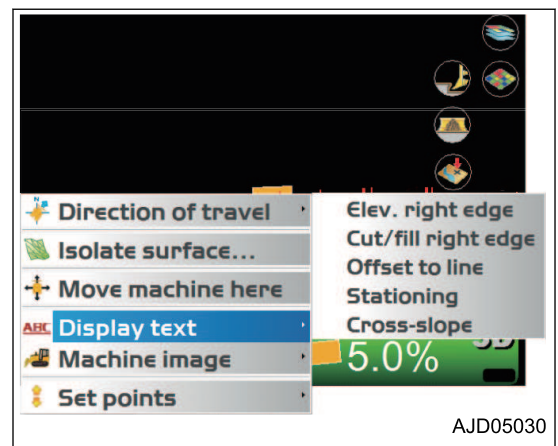 Direction of travel
Isolate surface...
Move machine here
ABC Display text
Machine image
Set points
Elev. right edge
Cut/fill right edge
Offset to line
Stationing
Cross-slope
5.0%
AJD05030